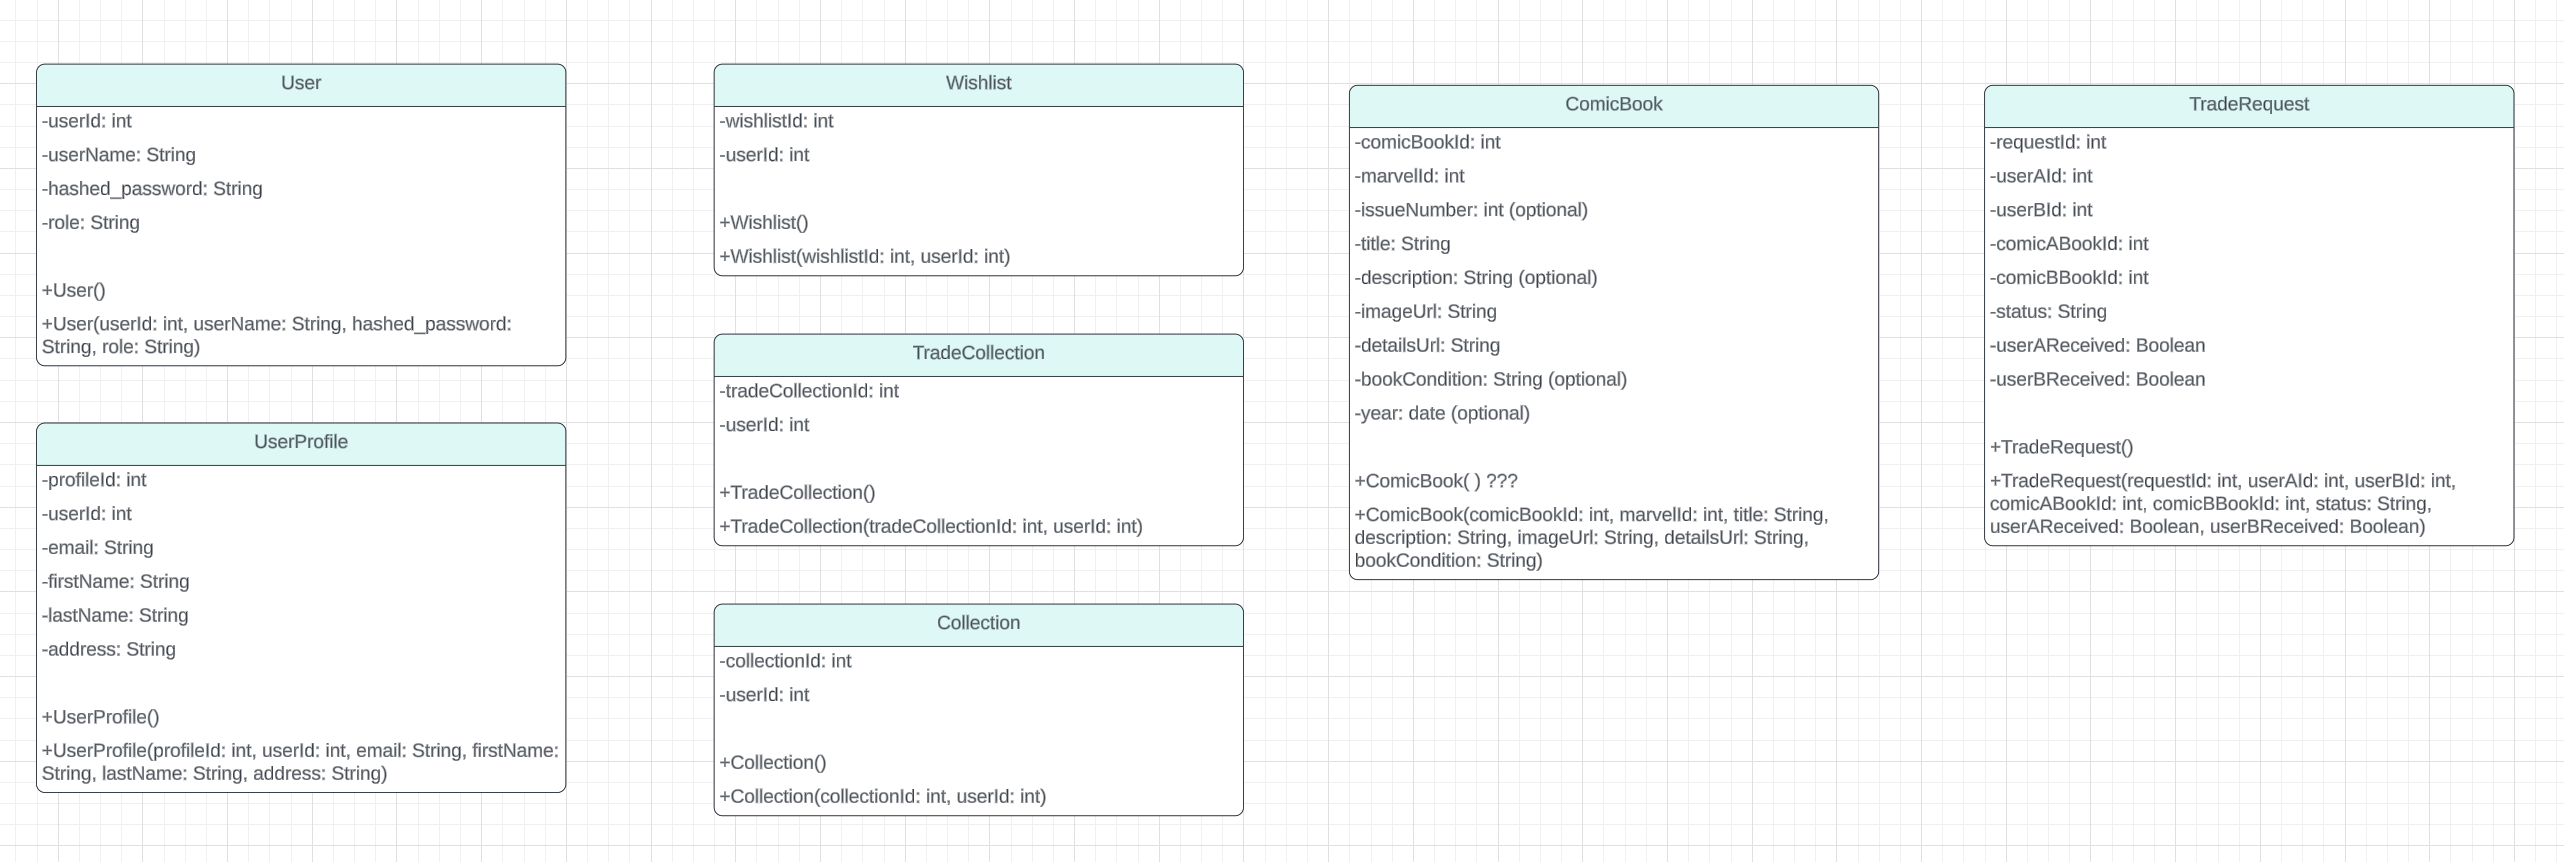 User
-userId: int
-userName: String
-hashed_password: String
-role: String
+User()
+User(userId: int, userName: String, hashed_password:
String, role: String)
UserProfile
-profileId: int
-userId: int
-email: String
-firstName: String
-lastName: String
-address: String
+UserProfile()
+UserProfile(profileId: int, userId: int, email: String, firstName:
String, lastName: String, address: String)
Wishlist
-wishlistId: int
-userId: int
+Wishlist()
+Wishlist(wishlistId: int, userId: int)
TradeCollection
-tradeCollectionId: int
-userId: int
+TradeCollection()
+TradeCollection(tradeCollectionId: int, userId: int)
Collection
-collectionId: int
-userId: int
+Collection()
+Collection(collectionId: int, userId: int)
ComicBook
-comicBookId: int
-marvelId: int
-issueNumber: int (optional)
-title: String
-description: String (optional)
-imageUrl: String
-detailsUrl: String
-bookCondition: String (optional)
-year: date (optional)
+ComicBook( ) ???
+ComicBook(comicBookId: int, marvelId: int, title: String,
description: String, imageUrl: String, detailsUrl: String,
bookCondition: String)
TradeRequest
-requestId: int
-userAId: int
-userBId: int
-comicABookId: int
-comicBBookId: int
-status: String
-userAReceived: Boolean
-userBReceived: Boolean
+TradeRequest()
+TradeRequest(requestId: int, userAId: int, userBId: int,
comicABookId: int, comicBBookId: int, status: String,
userAReceived: Boolean, userBReceived: Boolean)